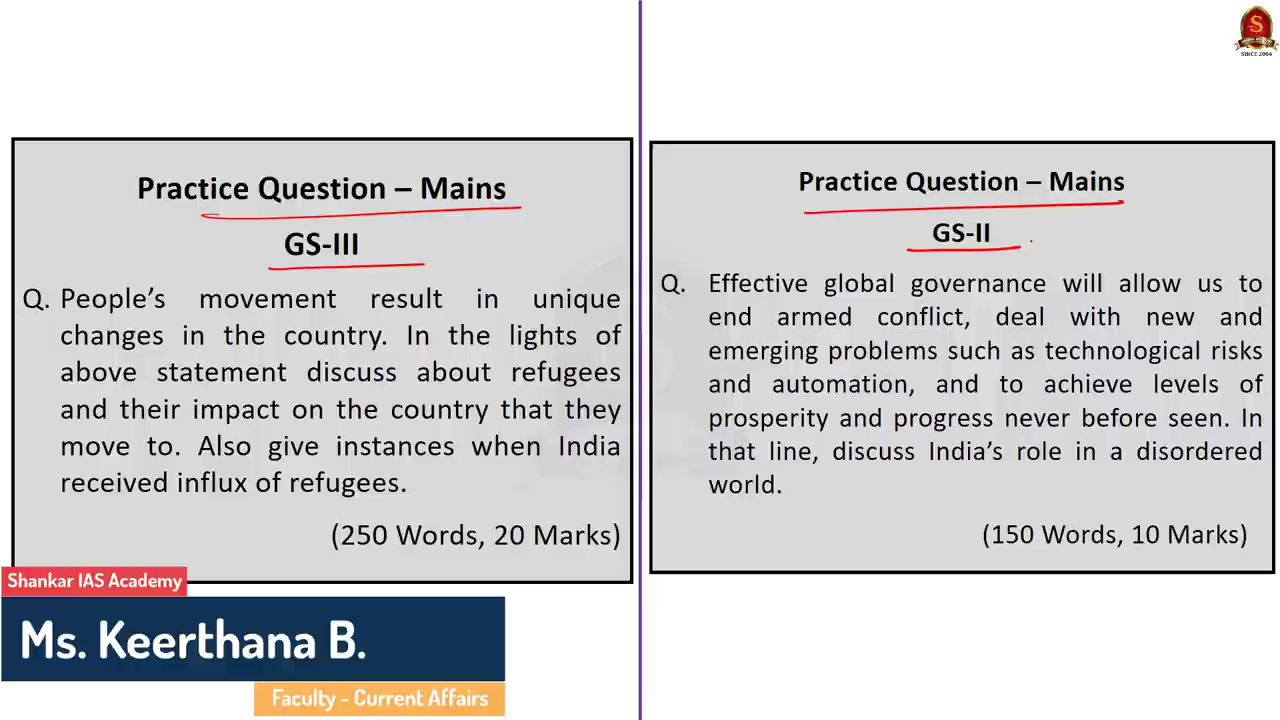 Practice Question – Mains
GS-III
Q. People's movement result in unique
changes in the country. In the lights of
above statement discuss about refugees
and their impact on the country that they
move to. Also give instances when India
received influx of refugees.
(250 Words, 20 Marks)
Practice Question – Mains
GS-II
Q. Effective global governance will allow us to
end armed conflict, deal with new and
emerging problems such as technological risks
and automation, and to achieve levels of
prosperity and progress never before seen. In
that line, discuss India's role in a disordered
world.
(150 Words, 10 Marks)
Shankar IAS Academy
Ms. Keerthana B.
Faculty - Current Affairs
S
SINCE 2004